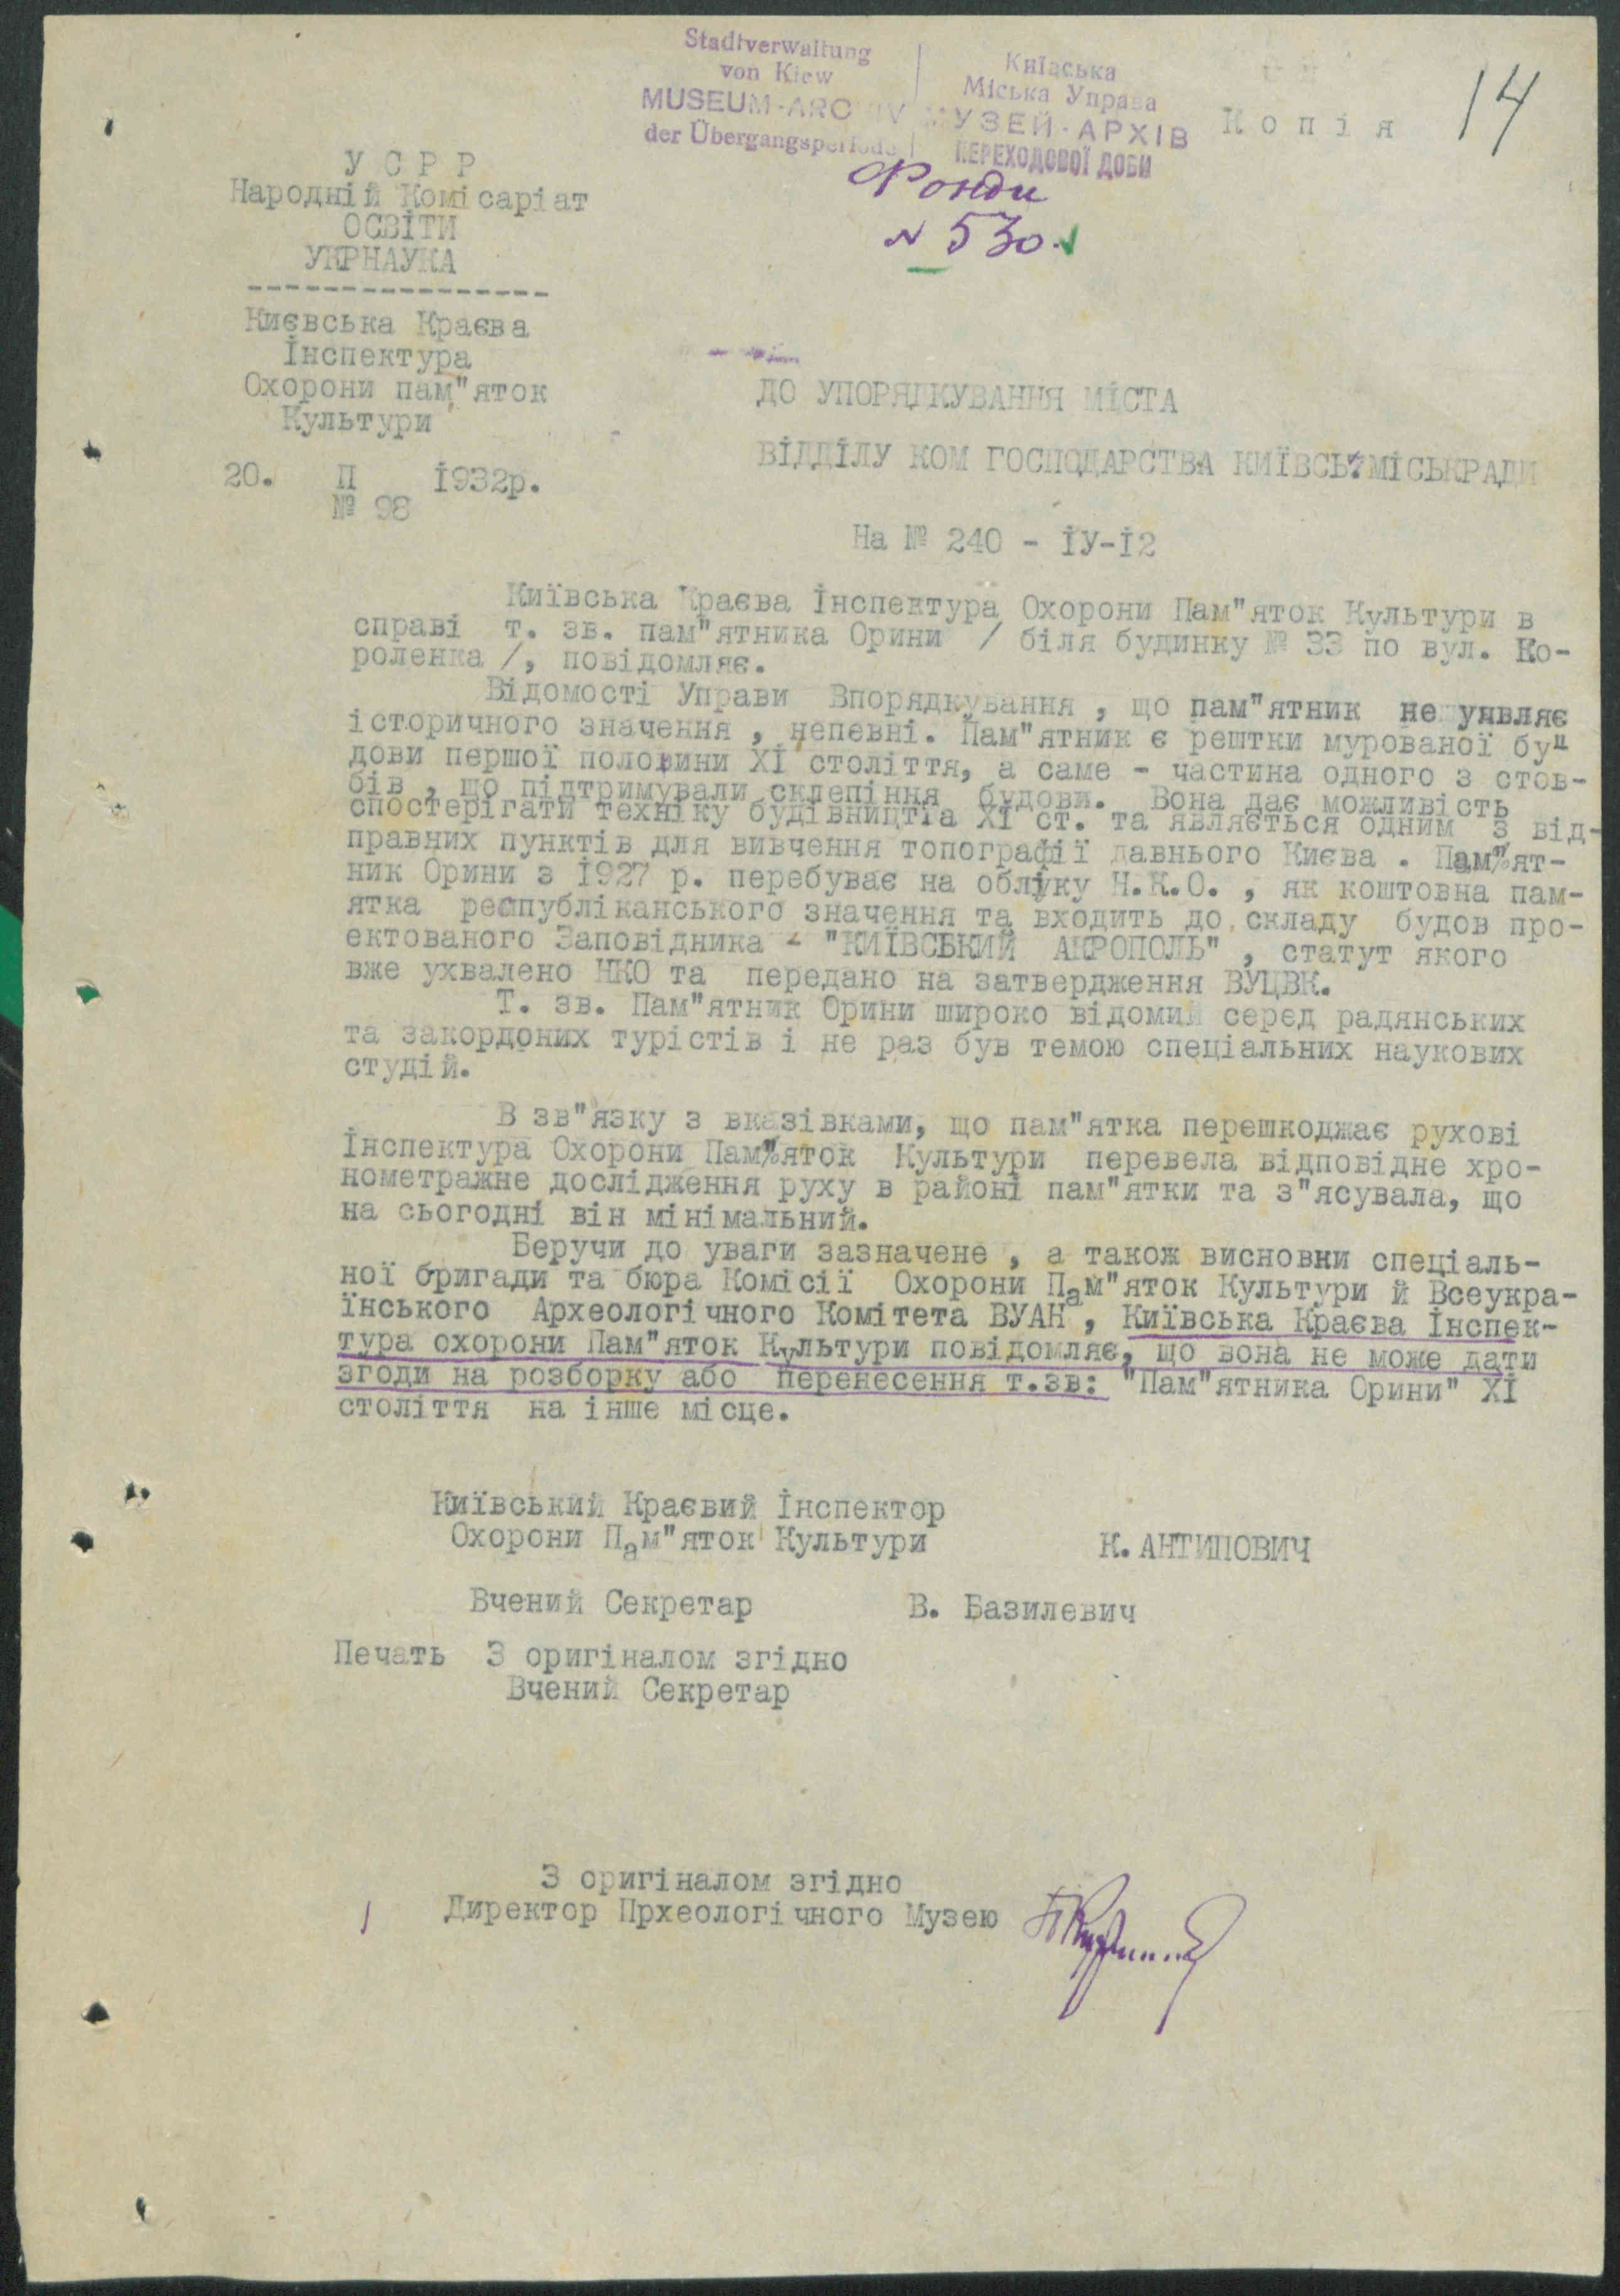 Stadtverwaltung
von Kiew
MUSEUM-ARCHIV
der Übergangsperiode
Київська
Міська Управа
МУЗЕЙ-АРХІВ
ПЕРЕХОДОВОЇ ДОБИ
Копія
14
Фонди
N 530.
У С Р Р
Народній Комісаріат
ОСВІТИ
УКРНАУКА
Києвська Краєва
Інспектура
Охорони пам"яток
Культури
20. II 1932р.
№ 98
ДО УПОРЯДКУВАННЯ МІСТА
ВІДДІЛУ КОМ ГОСПОДАРСТВА КИЇВСЬ? МІСЬКРАДИ
На № 240 - ІУ-І2
Київська Краєва Інспектура Охорони Пам"яток Культури в
справі т. зв. пам"ятника Орини / біля будинку № 33 по вул. Ко-
роленка /, повідомляє.
Відомості Управи Впорядкування , що пам"ятник не уявляє
історичного значення , непевні. Пам"ятник є рештки мурованої бу"
дови першої половини ХІ століття, а саме - частина одного з стов-
бів , що підтримували склепіння будови. Вона дає можливість
спостерігати техніку будівництіа ХІ ст. та являється одним з від-
правних пунктів для вивчення топографії давнього Києва . Пам"ят-
ник Орини з 1927 р. перебуває на обліку Н.К.О. , як коштовна пам-
ятка республіканського значення та входить до складу будов про-
ектованого Заповідника - "КИЇВСЬКИЙ АКРОПОЛЬ" , статут якого
вже ухвалено НКО та передано на затвердження ВУЦВК.
Т. зв. Пам"ятник Орини широко відомий серед радянських
та закордоних турістів і не раз був темою спеціальних наукових
студій.
В зв"язку з вказівками, що пам"ятка перешкоджає рухові
Інспектура Охорони Пам"яток Культури перевела відповідне хро-
нометражне дослідження руху в районі пам"ятки та з"ясувала, що
на сьогодні він мінімальний.
Беручи до уваги зазначене , а також висновки спеціаль-
ної бригади та бюра Комісії Охорони Пам"яток Культури й Всеукра-
їнського Археологічного Комітета ВУАН , Київська Краєва Інспек-
тура охорони Пам"яток Культури повідомляє, що вона не може дати
згоди на розборку або перенесення т.зв: "Пам"ятника Орини" ХІ
століття на інше місце.
Київський Краєвий Інспектор
Охорони Пам"яток Культури К. АНТИПОВИЧ
Вчений Секретар В. Базилевич
Печать З оригіналом згідно
Вчений Секретар
З оригіналом згідно
Директор Прхеологічного Музею